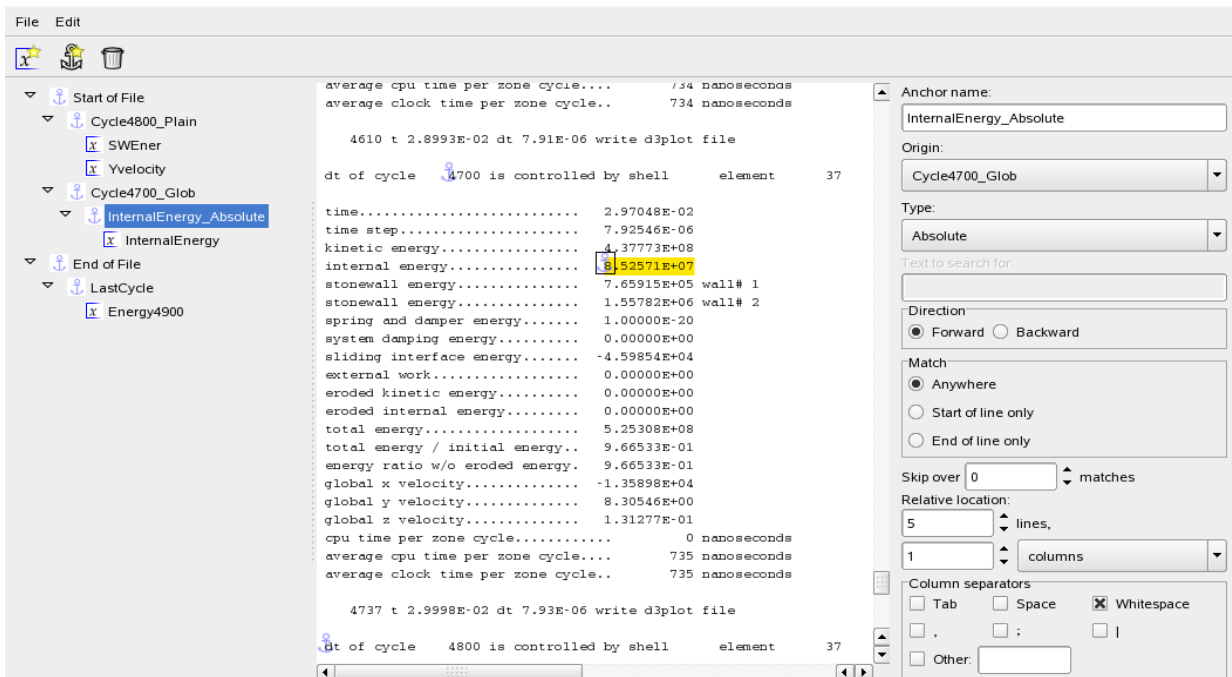 File Edit
Start of File
Cycle4800_Plain
x SWEner
x Yvelocity
Cycle4700_Glob
InternalEnergy_Absolute
x InternalEnergy
End of File
LastCycle
x Energy4900
average cpu time per zone cycle.... 734 nanoseconds
average clock time per zone cycle.. 734 nanoseconds
4610 t 2.8993E-02 dt 7.91E-06 write d3plot file
dt of cycle 4700 is controlled by shell element 37
time........................... 2.97048E-02
time step...................... 7.92546E-06
kinetic energy................. 4.37773E+08
internal energy................ 8.52571E+07
stonewall energy............... 7.65915E+05 wall# 1
stonewall energy............... 1.55782E+06 wall# 2
spring and damper energy....... 1.00000E-20
system damping energy.......... 0.00000E+00
sliding interface energy....... -4.59854E+04
external work.................. 0.00000E+00
eroded kinetic energy.......... 0.00000E+00
eroded internal energy......... 0.00000E+00
total energy................... 5.25308E+08
total energy / initial energy.. 9.66533E-01
energy ratio w/o eroded energy. 9.66533E-01
global x velocity.............. -1.35898E+04
global y velocity.............. 8.30546E+00
global z velocity.............. 1.31277E-01
cpu time per zone cycle............ 0 nanoseconds
average cpu time per zone cycle.... 735 nanoseconds
average clock time per zone cycle.. 735 nanoseconds
4737 t 2.9998E-02 dt 7.93E-06 write d3plot file
dt of cycle 4800 is controlled by shell element 37
Anchor name:
InternalEnergy_Absolute
Origin:
Cycle4700_Glob
Type:
Absolute
Text to search for:
Direction
Forward Backward
Match
Anywhere
Start of line only
End of line only
Skip over 0 matches
Relative location:
5 lines,
1 columns
Column separators
Tab Space Whitespace
, ; |
Other: